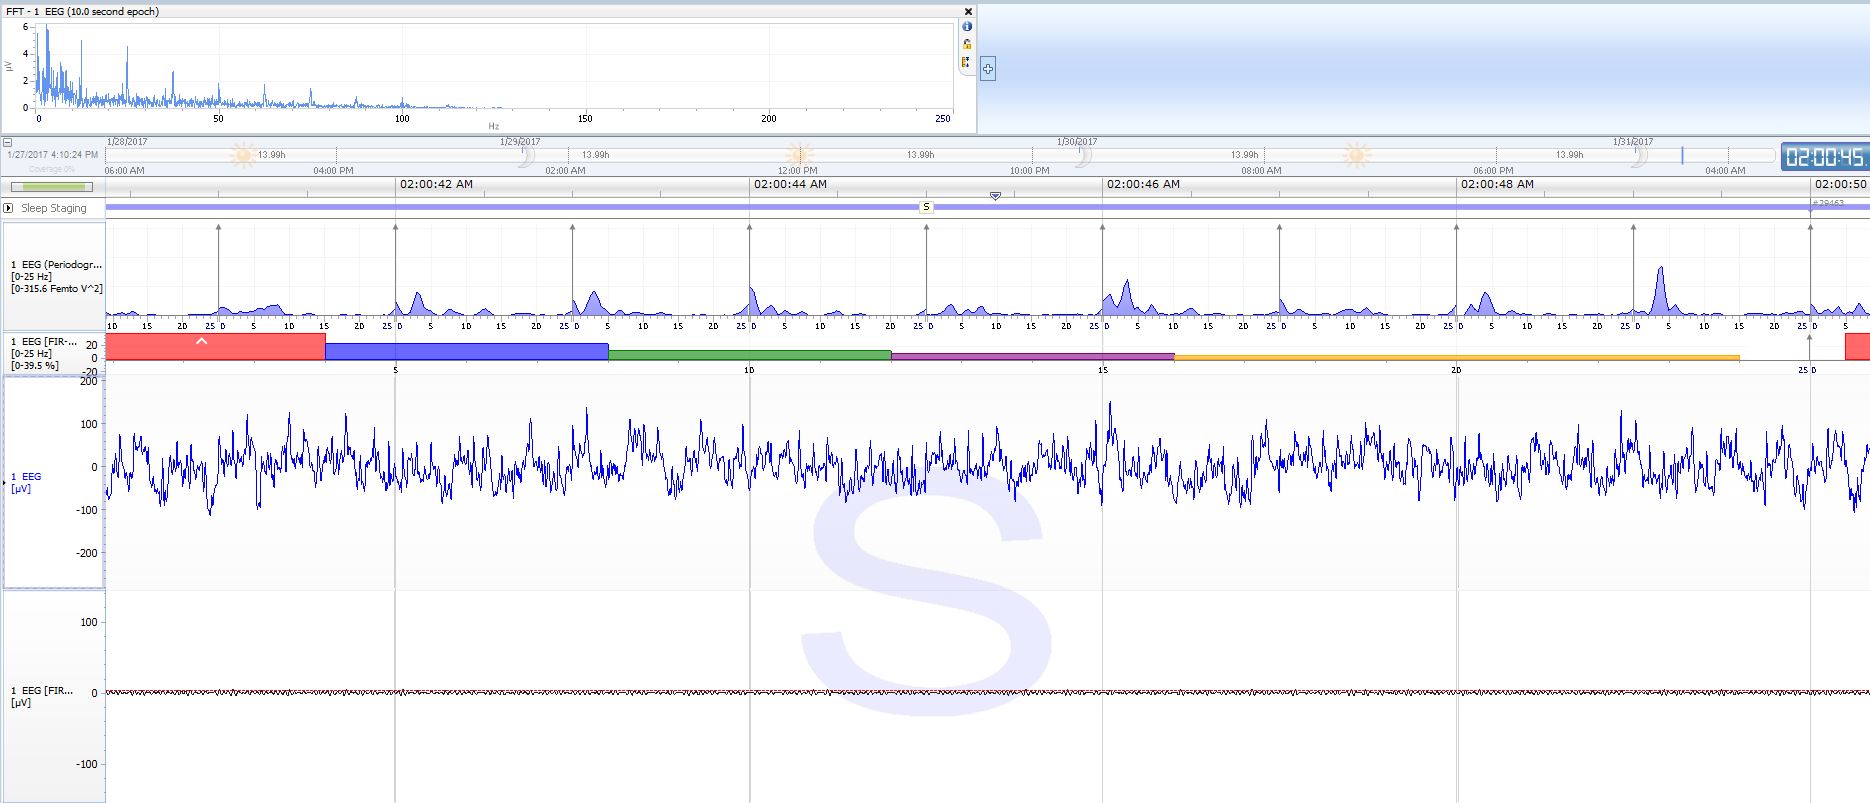 FFT - 1 EEG (10.0 second epoch)
6
4
2
0
µV
0 50 100 150 200 250
Hz
1/28/2017 1/29/2017 1/30/2017 1/31/2017
1/27/2017 4:10:24 PM 13.99h 13.99h 13.99h 13.99h 13.99h 02:00:45.
Coverage 0% 06:00 AM 04:00 PM 02:00 AM 12:00 PM 10:00 PM 08:00 AM 06:00 PM 04:00 AM
02:00:42 AM 02:00:44 AM 02:00:46 AM 02:00:48 AM 02:00:50
Sleep Staging S #29463
1 EEG (Periodogr...
[0-25 Hz]
[0-315.6 Femto V^2]
10 15 20 25 0 5 10 15 20 25 0 5 10 15 20 25 0 5 10 15 20 25 0 5 10 15 20 25 0 5 10 15 20 25 0 5 10 15 20 25 0 5 10 15 20 25 0 5 10 15 20 25 0 5 10 15 20 25 0 5
1 EEG [FIR-... 20
[0-25 Hz] 0
[0-39.5 %] -20
5 10 15 20 25 0
200
100
0
1 EEG
[µV]
-100
-200
S
100
1 EEG [FIR... 0
[µV]
-100